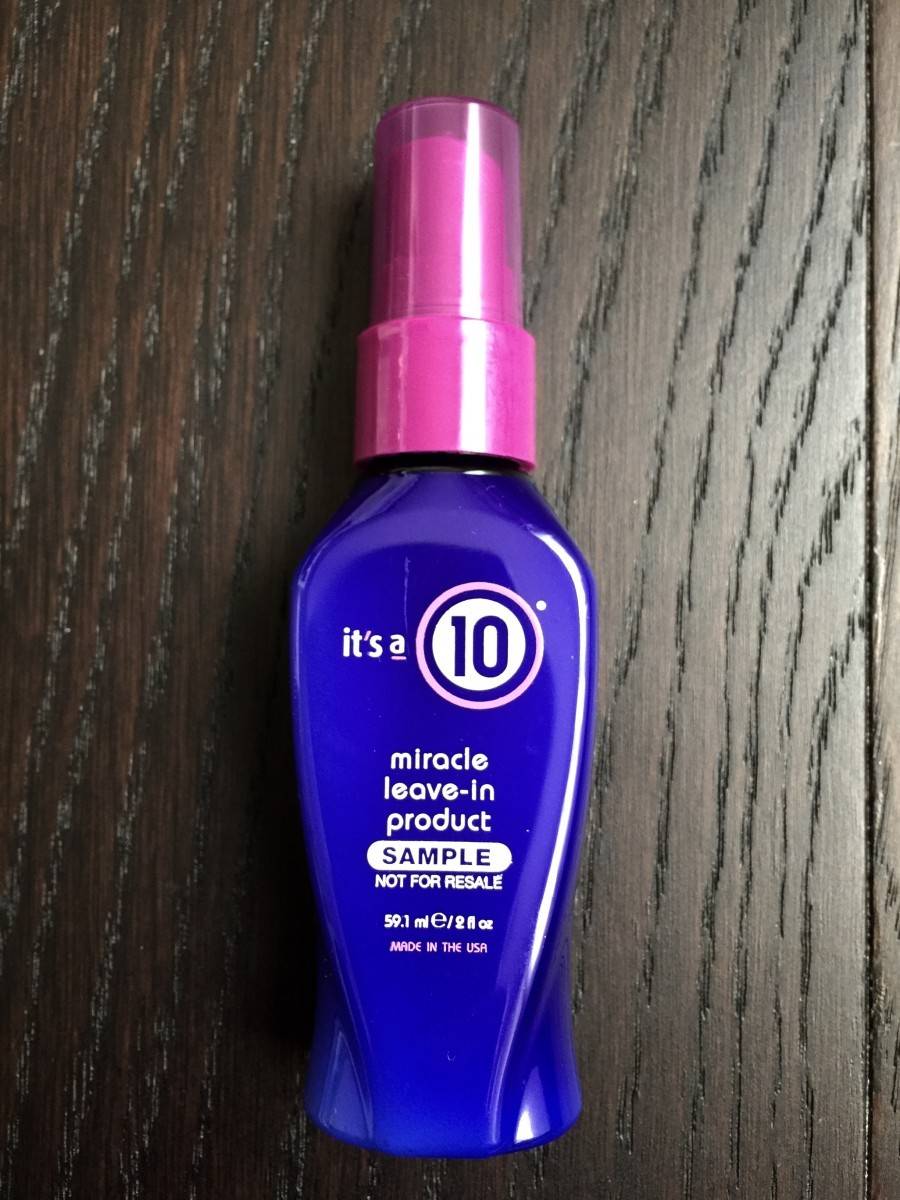 it's a 10
miracle
leave-in
product
SAMPLE
NOT FOR RESALE
59.1 ml ℮/2 fl oz
MADE IN THE USA